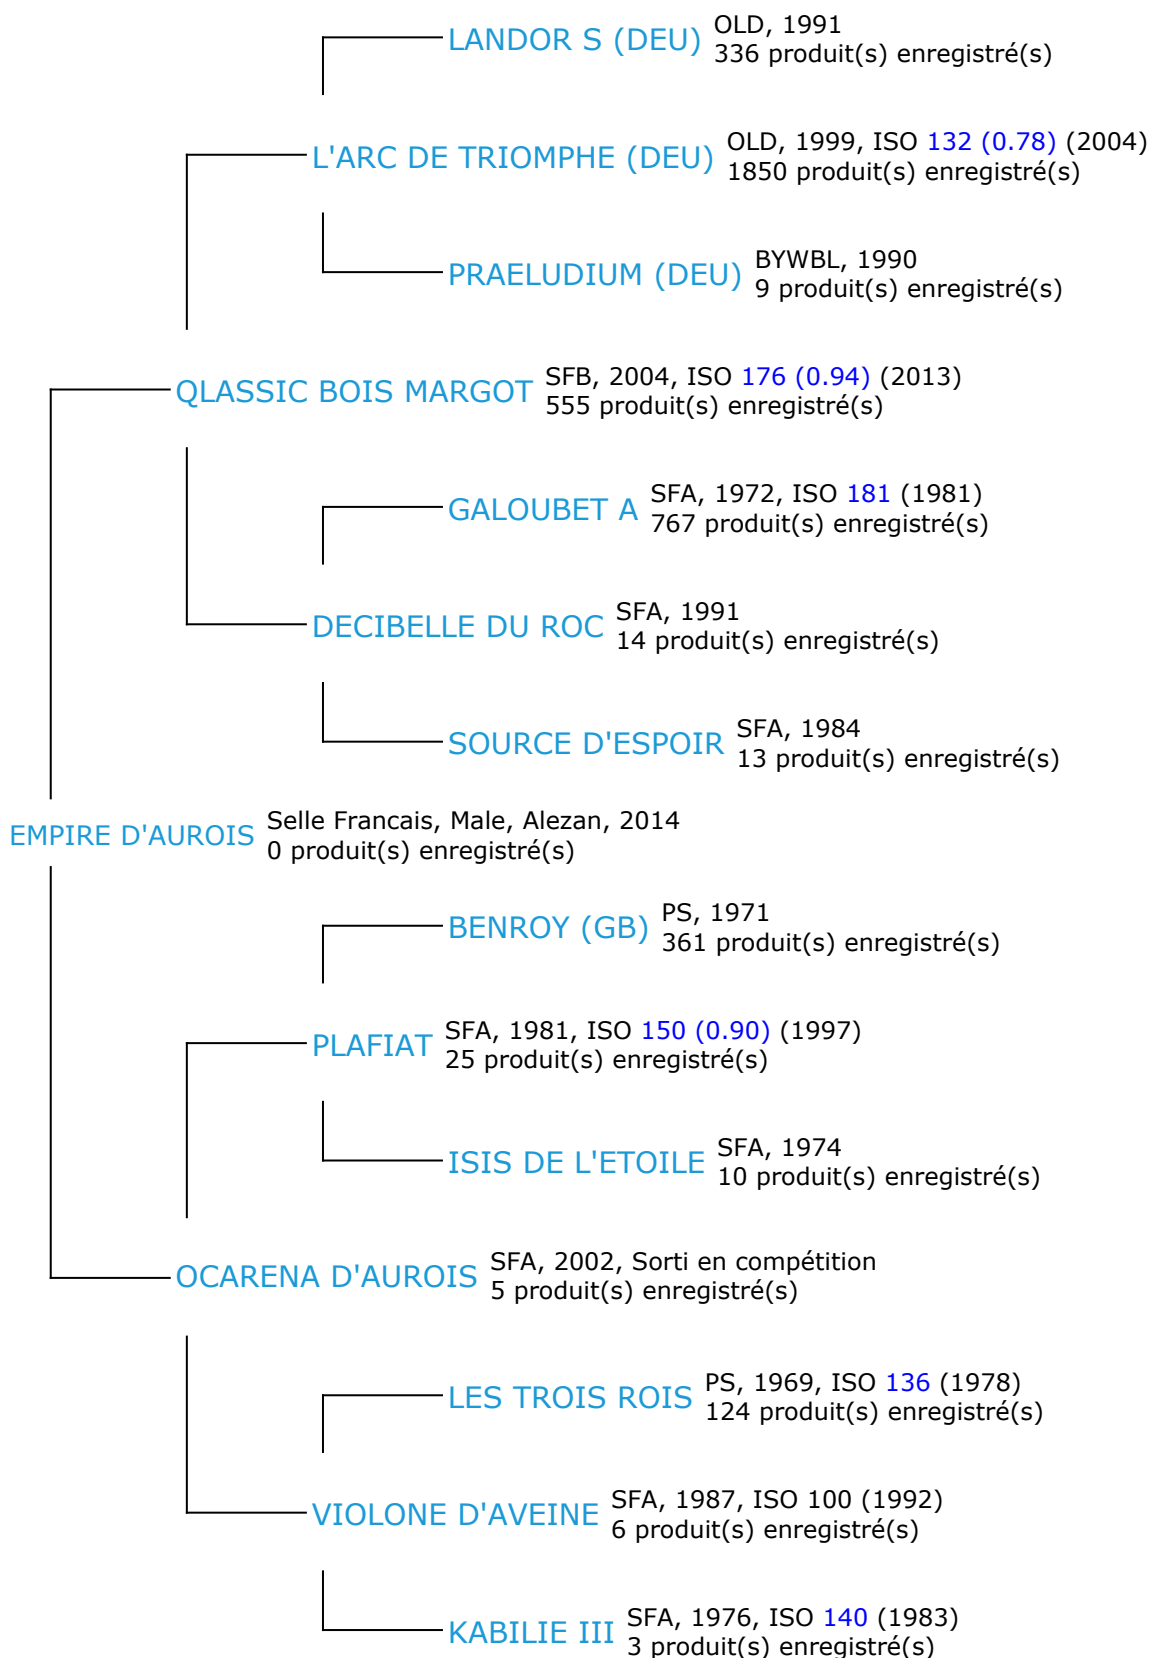 LANDOR S (DEU) OLD, 1991
336 produit(s) enregistré(s)
L'ARC DE TRIOMPHE (DEU) OLD, 1999, ISO 132 (0.78) (2004)
1850 produit(s) enregistré(s)
PRAELUDIUM (DEU) BYWBL, 1990
9 produit(s) enregistré(s)
QLASSIC BOIS MARGOT SFB, 2004, ISO 176 (0.94) (2013)
555 produit(s) enregistré(s)
GALOUBET A SFA, 1972, ISO 181 (1981)
767 produit(s) enregistré(s)
DECIBELLE DU ROC SFA, 1991
14 produit(s) enregistré(s)
SOURCE D'ESPOIR SFA, 1984
13 produit(s) enregistré(s)
EMPIRE D'AUROIS Selle Francais, Male, Alezan, 2014
0 produit(s) enregistré(s)
BENROY (GB) PS, 1971
361 produit(s) enregistré(s)
PLAFIAT SFA, 1981, ISO 150 (0.90) (1997)
25 produit(s) enregistré(s)
ISIS DE L'ETOILE SFA, 1974
10 produit(s) enregistré(s)
OCARENA D'AUROIS SFA, 2002, Sorti en compétition
5 produit(s) enregistré(s)
LES TROIS ROIS PS, 1969, ISO 136 (1978)
124 produit(s) enregistré(s)
VIOLONE D'AVEINE SFA, 1987, ISO 100 (1992)
6 produit(s) enregistré(s)
KABILIE III SFA, 1976, ISO 140 (1983)
3 produit(s) enregistré(s)